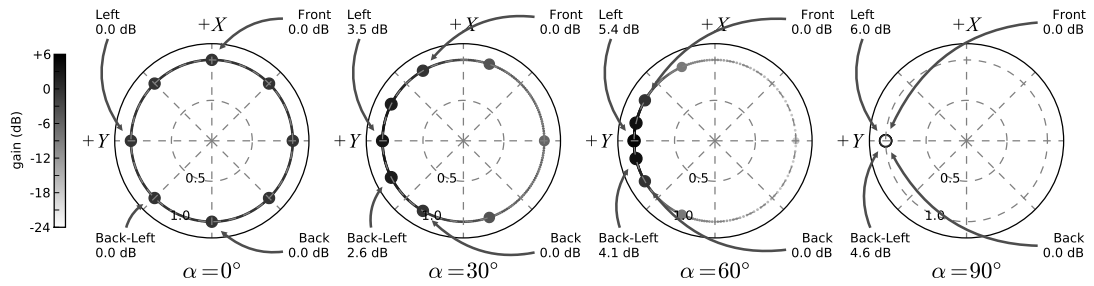 gain (dB)
+6
0
-6
-12
-18
-24
Left
0.0 dB
+X
Front
0.0 dB
+Y
0.5
1.0
Back-Left
0.0 dB
Back
0.0 dB
α=0°
Left
3.5 dB
+X
Front
0.0 dB
+Y
0.5
1.0
Back-Left
2.6 dB
Back
0.0 dB
α=30°
Left
5.4 dB
+X
Front
0.0 dB
+Y
0.5
1.0
Back-Left
4.1 dB
Back
0.0 dB
α=60°
Left
6.0 dB
+X
Front
0.0 dB
+Y
0.5
1.0
Back-Left
4.6 dB
Back
0.0 dB
α=90°